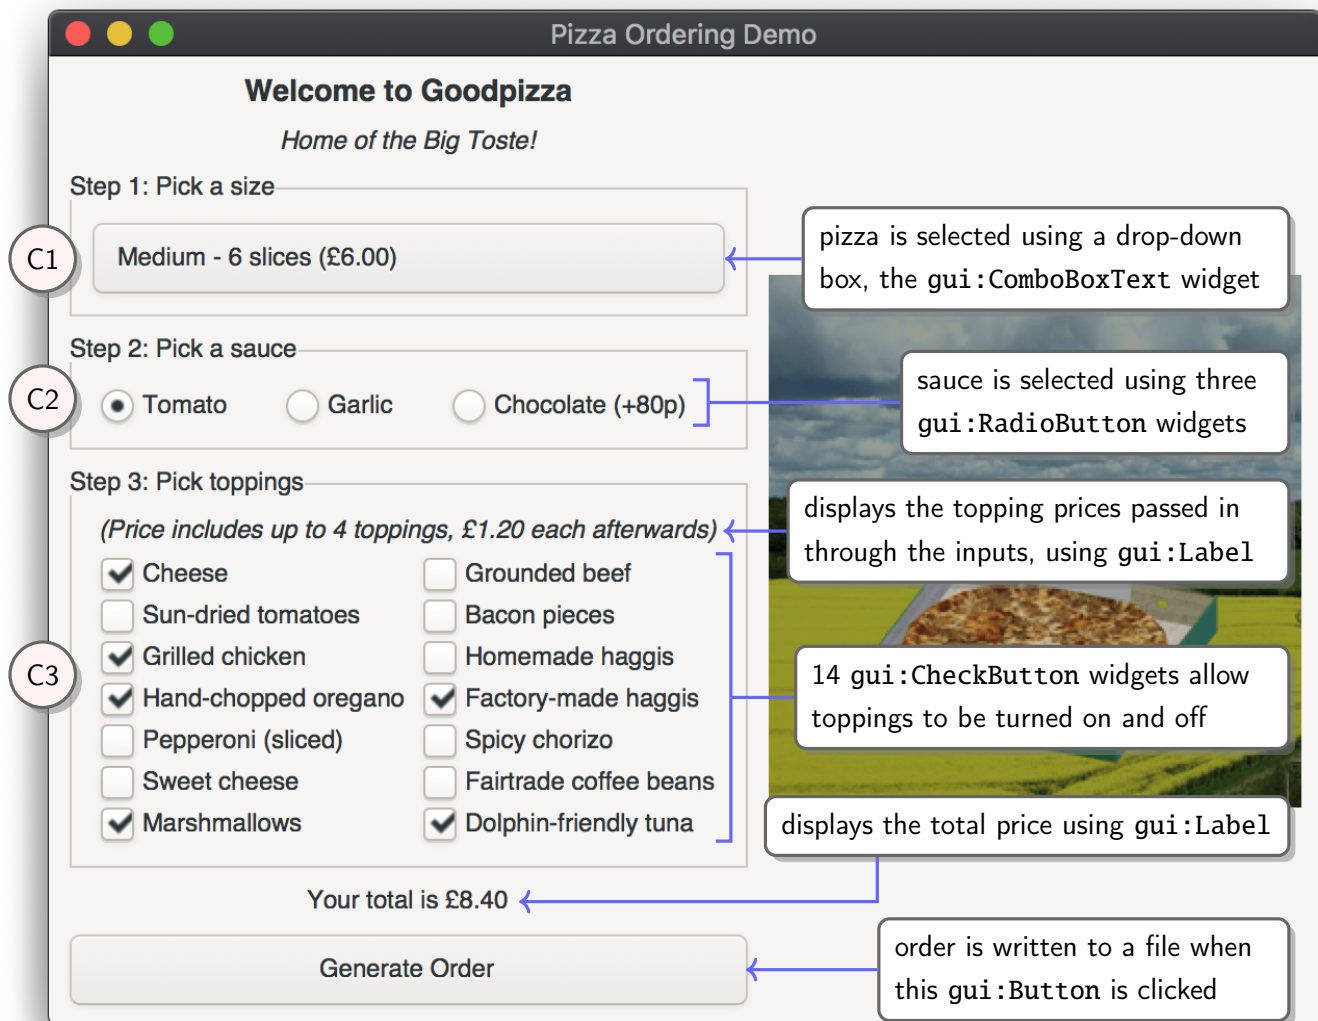 Pizza Ordering Demo
Welcome to Goodpizza
Home of the Big Toste!
Step 1: Pick a size
C1
Medium - 6 slices (£6.00)
pizza is selected using a drop-down
box, the gui:ComboBoxText widget
Step 2: Pick a sauce
C2
Tomato
Garlic
Chocolate (+80p)
sauce is selected using three
gui:RadioButton widgets
Step 3: Pick toppings
(Price includes up to 4 toppings, £1.20 each afterwards)
displays the topping prices passed in
through the inputs, using gui:Label
C3
Cheese
Sun-dried tomatoes
Grilled chicken
Hand-chopped oregano
Pepperoni (sliced)
Sweet cheese
Marshmallows
Grounded beef
Bacon pieces
Homemade haggis
Factory-made haggis
Spicy chorizo
Fairtrade coffee beans
Dolphin-friendly tuna
14 gui:CheckButton widgets allow
toppings to be turned on and off
displays the total price using gui:Label
Your total is £8.40
Generate Order
order is written to a file when
this gui:Button is clicked